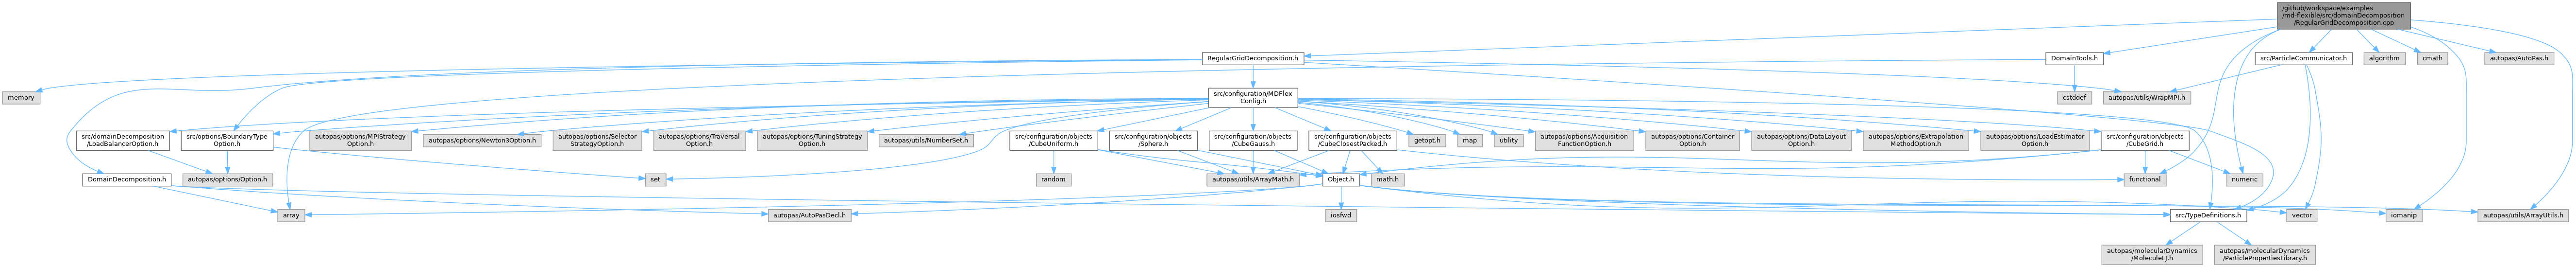 /github/workspace/examples
/md-flexible/src/domainDecomposition
/RegularGridDecomposition.cpp
RegularGridDecomposition.h
DomainTools.h
src/ParticleCommunicator.h
algorithm
cmath
autopas/AutoPas.h
memory
src/configuration/MDFlex
Config.h
cstddef
autopas/utils/WrapMPI.h
src/domainDecomposition
/LoadBalancerOption.h
src/options/BoundaryType
Option.h
autopas/options/MPIStrategy
Option.h
autopas/options/Newton3Option.h
autopas/options/Selector
StrategyOption.h
autopas/options/Traversal
Option.h
autopas/options/TuningStrategy
Option.h
autopas/utils/NumberSet.h
src/configuration/objects
/CubeUniform.h
src/configuration/objects
/Sphere.h
src/configuration/objects
/CubeGauss.h
src/configuration/objects
/CubeClosestPacked.h
getopt.h
map
utility
autopas/options/Acquisition
FunctionOption.h
autopas/options/Container
Option.h
autopas/options/DataLayout
Option.h
autopas/options/Extrapolation
MethodOption.h
autopas/options/LoadEstimator
Option.h
src/configuration/objects
/CubeGrid.h
DomainDecomposition.h
autopas/options/Option.h
set
random
autopas/utils/ArrayMath.h
Object.h
math.h
functional
numeric
array
autopas/AutoPasDecl.h
iosfwd
src/TypeDefinitions.h
vector
iomanip
autopas/utils/ArrayUtils.h
autopas/molecularDynamics
/MoleculeLJ.h
autopas/molecularDynamics
/ParticlePropertiesLibrary.h